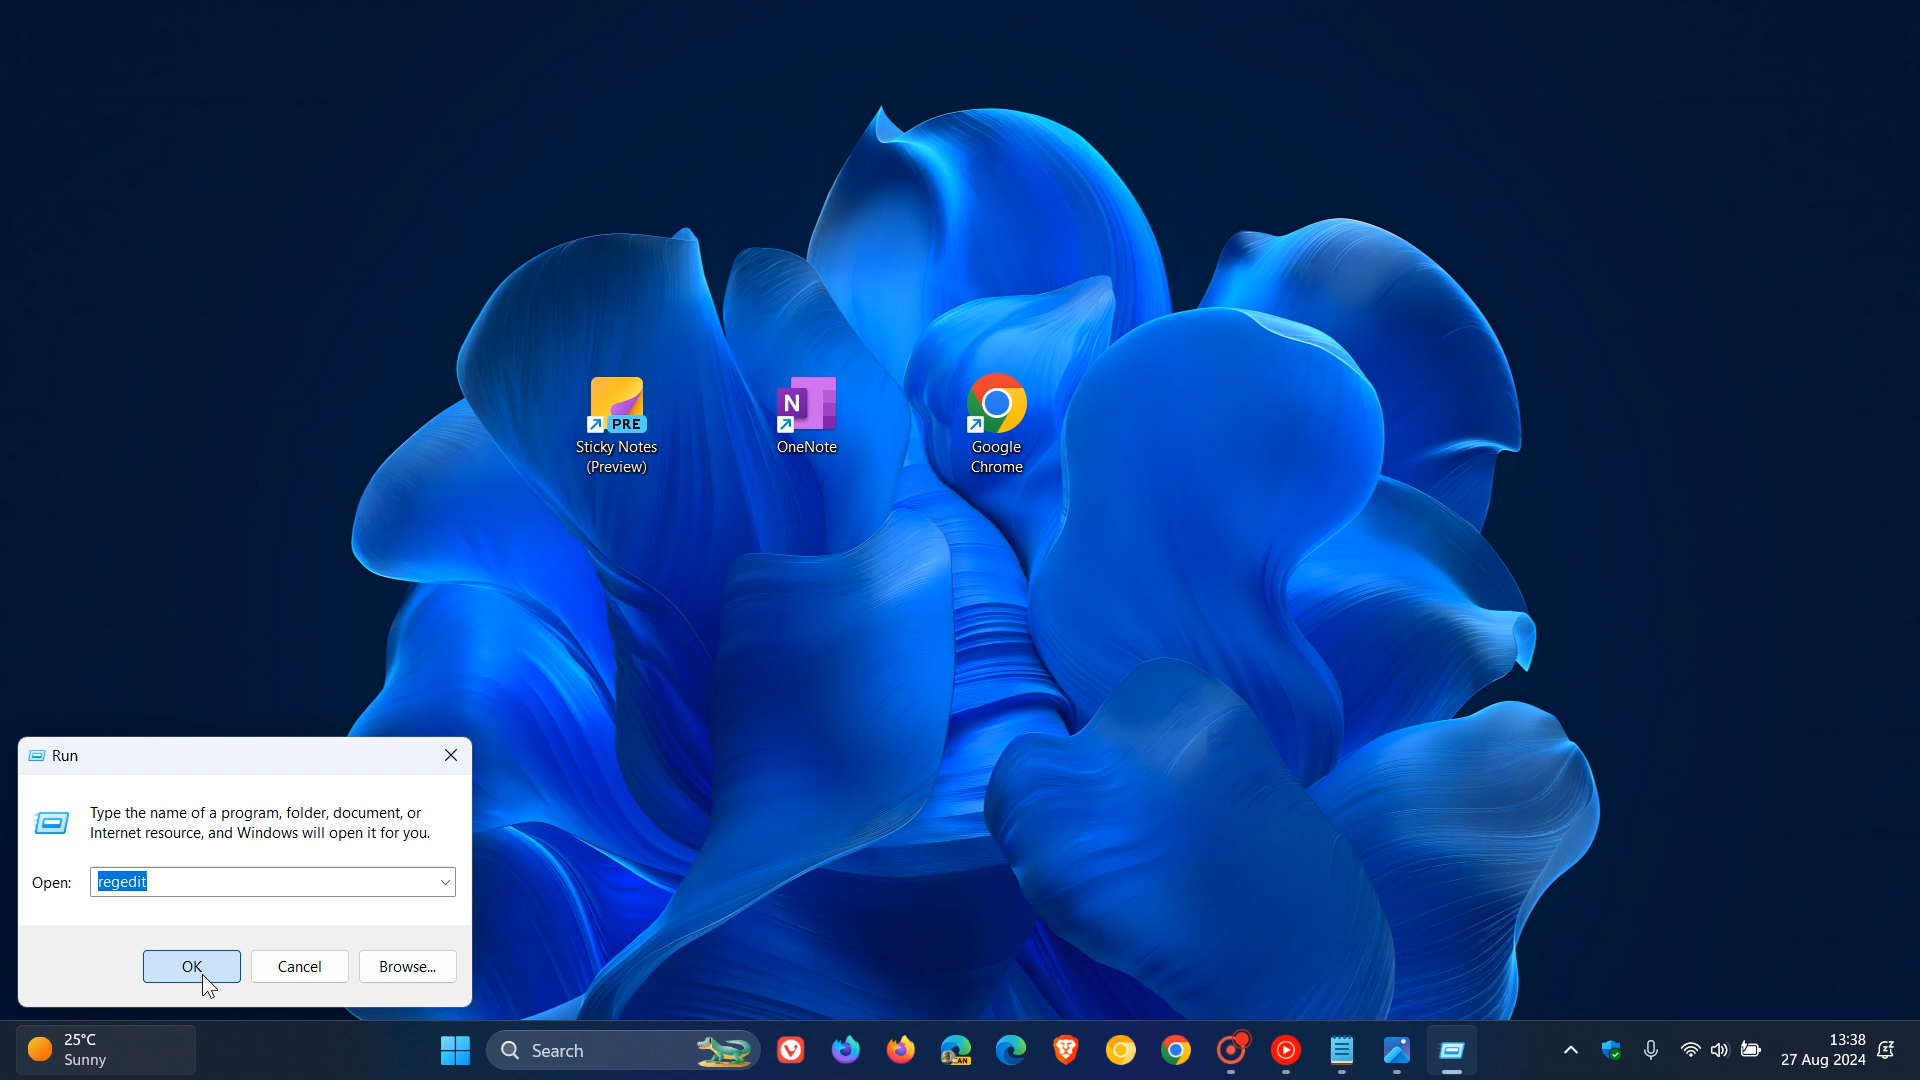 PRE
N
Sticky Notes
(Preview)
OneNote
Google
Chrome
Run
Type the name of a program, folder, document, or
Internet resource, and Windows will open it for you.
Open:
regedit
OK
Cancel
Browse...
25°C
Sunny
Search
CAN
13:38
27 Aug 2024